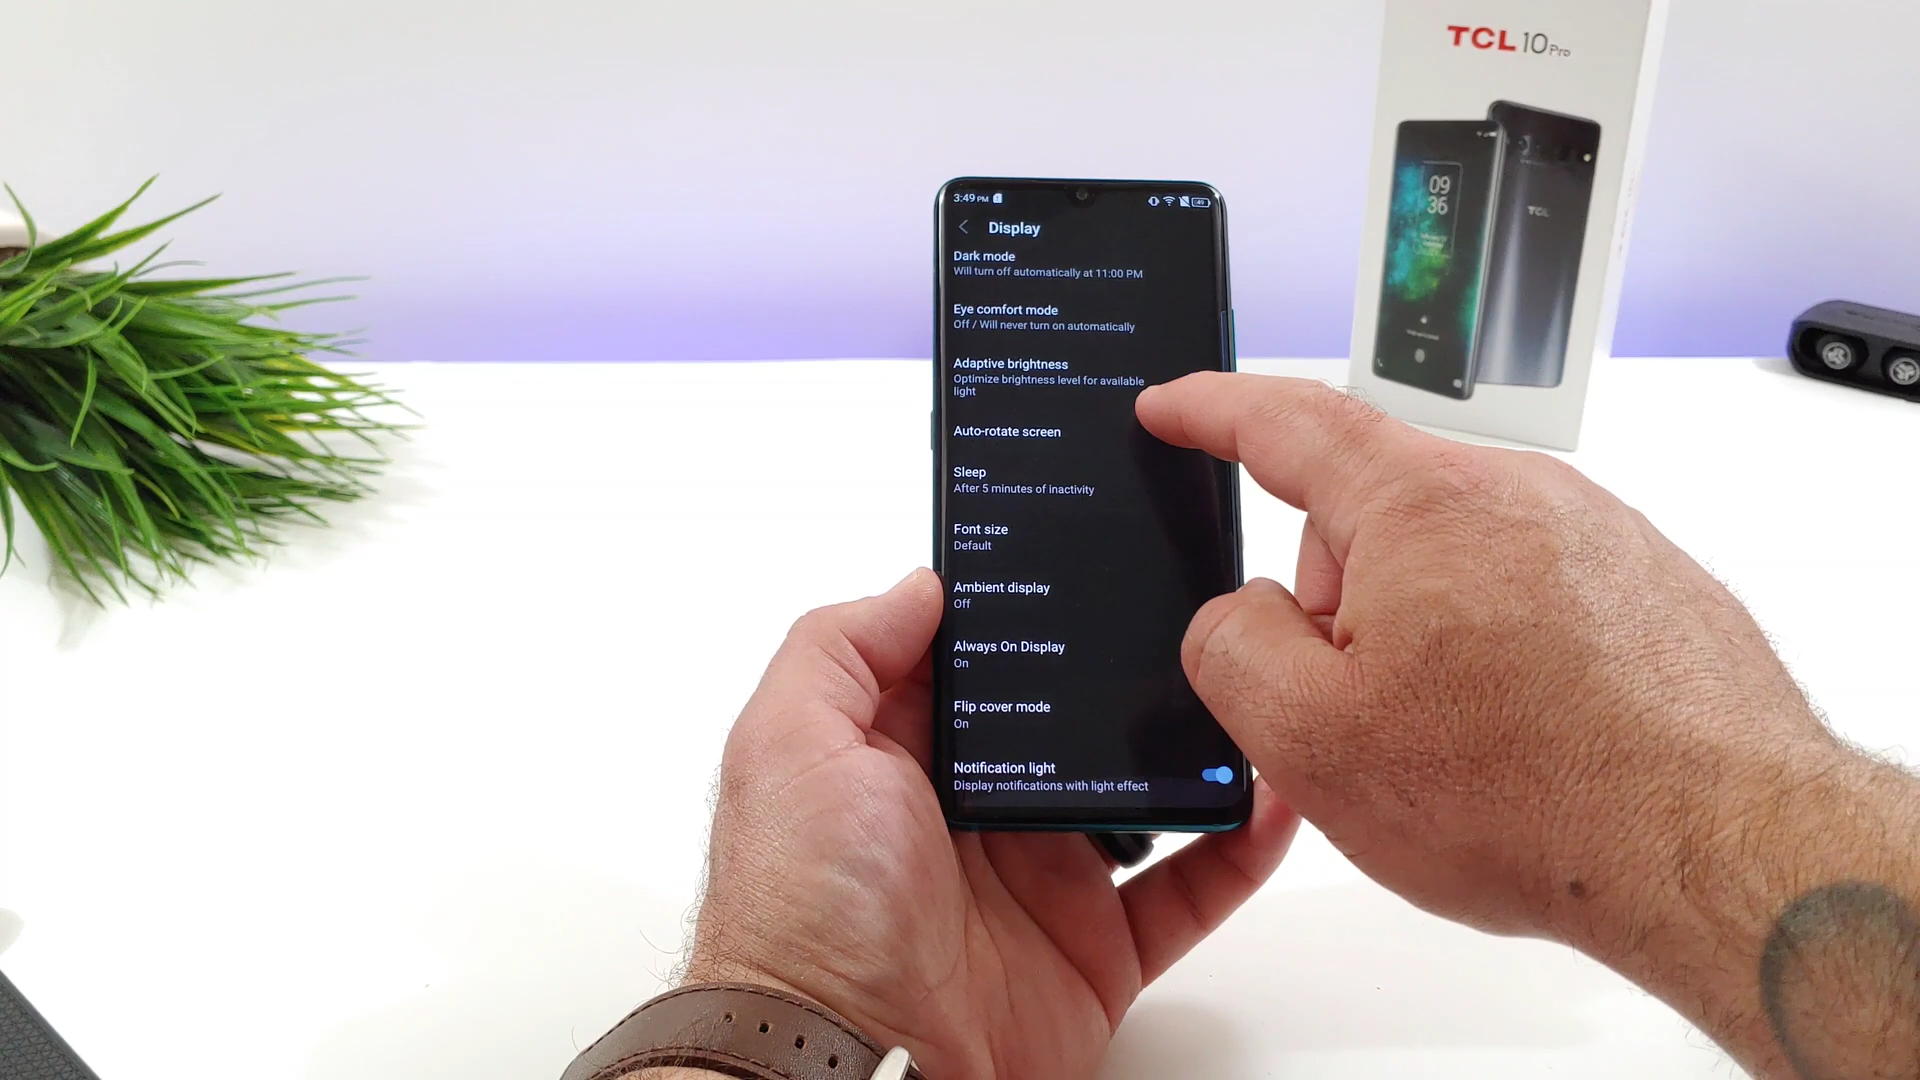 TCL 10 Pro
09
36
TCL
3:49 PM
49
Display
Dark mode
Will turn off automatically at 11:00 PM
Eye comfort mode
Off / Will never turn on automatically
Adaptive brightness
Optimize brightness level for available
light
Auto-rotate screen
Sleep
After 5 minutes of inactivity
Font size
Default
Ambient display
Off
Always On Display
On
Flip cover mode
On
Notification light
Display notifications with light effect